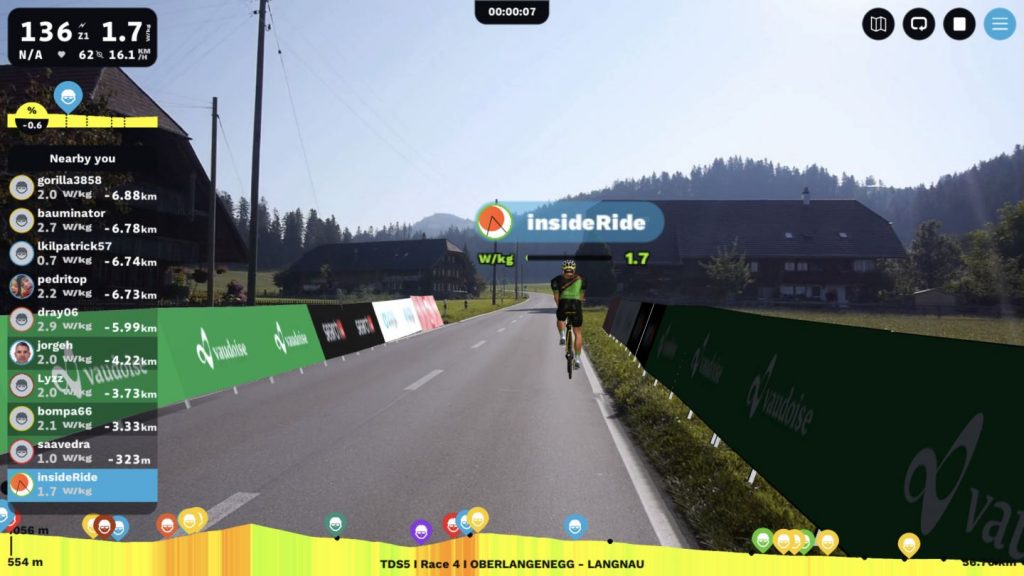 00:00:07
136 Z1 1.7
N/A 62 16.1 KM/H
%
-0.6
Nearby you
gorilla3858
2.0 W/kg -6.88km
bauminator
2.7 W/kg -6.78km
lkilpatrick57
0.7 W/kg -6.74km
pedritop
2.2 W/kg -6.73km
dray06
2.9 W/kg -5.99km
jorgeh
2.0 W/kg -4.22km
Lyzz
2.0 W/kg -3.73km
bompa66
2.1 W/kg -3.33km
saavedra
1.0 W/kg -323m
insideRide
1.7 W/kg
insideRide
W/kg 1.7
vaudoise
vaudoise
vaudoise
vaudoise
vaudoise
vau
554 m
TDS5 I Race 4 I OBERLANGENEGG - LANGNAU